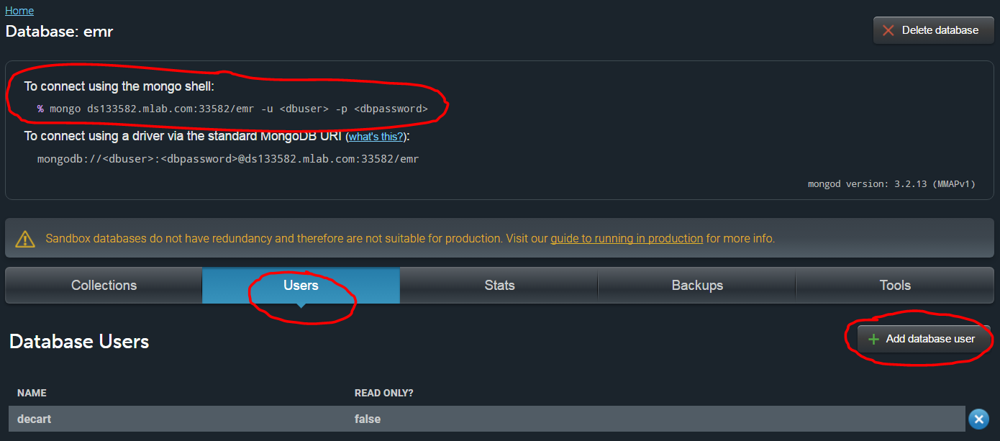 Home
Database: emr
Delete database
To connect using the mongo shell:
% mongo ds133582.mlab.com:33582/emr -u <dbuser> -p <dbpassword>
To connect using a driver via the standard MongoDB URI (what's this?):
mongodb://<dbuser>:<dbpassword>@ds133582.mlab.com:33582/emr
mongod version: 3.2.13 (MMAPv1)
Sandbox databases do not have redundancy and therefore are not suitable for production. Visit our guide to running in production for more info.
Collections Users Stats Backups Tools
Database Users
+ Add database user
NAME READ ONLY?
decart false